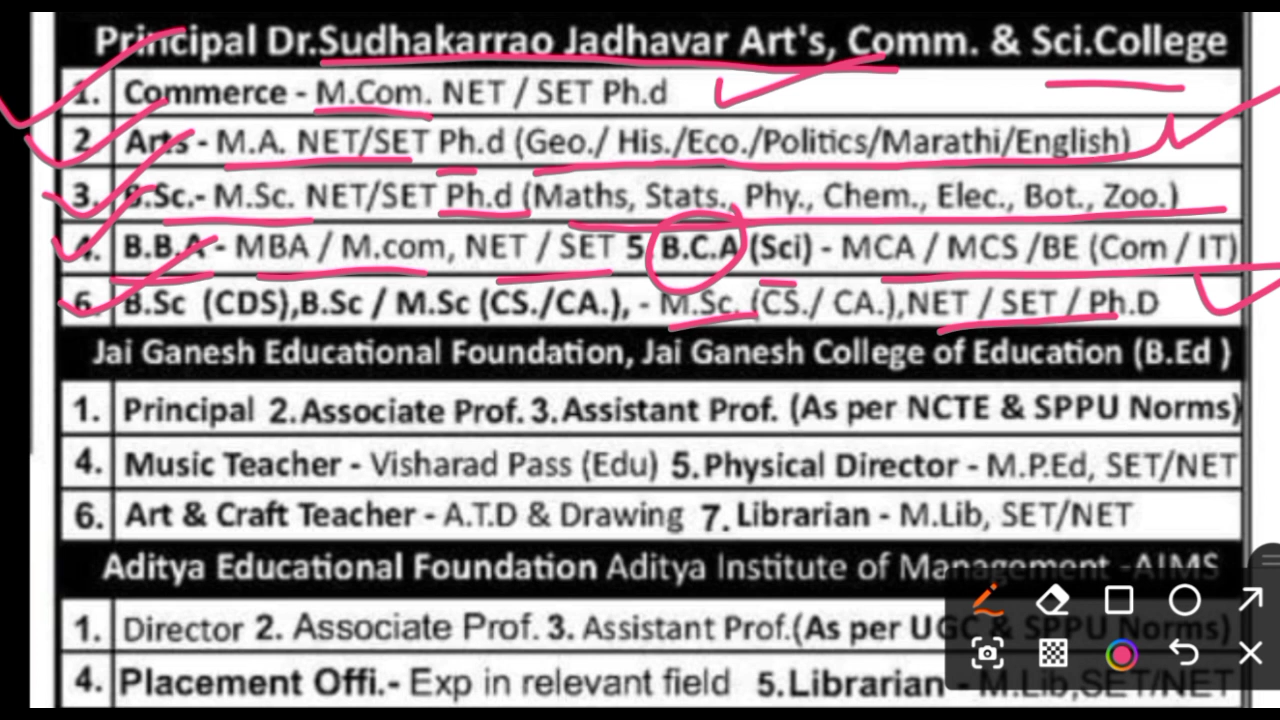 Principal Dr.Sudhakarrao Jadhavar Art's, Comm. & Sci.College
1. Commerce - M.Com. NET / SET Ph.d
2 Arts - M.A. NET/SET Ph.d (Geo./ His./Eco./Politics/Marathi/English)
3. B.Sc.- M.Sc. NET/SET Ph.d (Maths, Stats., Phy., Chem., Elec., Bot., Zoo.)
4. B.B.A - MBA / M.com, NET / SET 5. B.C.A (Sci) - MCA / MCS /BE (Com / IT)
6. B.Sc (CDS),B.Sc / M.Sc (CS./CA.), - M.Sc. (CS./ CA.),NET / SET / Ph.D
Jai Ganesh Educational Foundation, Jai Ganesh College of Education (B.Ed )
1. Principal 2.Associate Prof. 3.Assistant Prof. (As per NCTE & SPPU Norms)
4. Music Teacher - Visharad Pass (Edu) 5.Physical Director - M.P.Ed, SET/NET
6. Art & Craft Teacher - A.T.D & Drawing 7. Librarian - M.Lib, SET/NET
Aditya Educational Foundation Aditya Institute of Management -AIMS
1. Director 2. Associate Prof. 3. Assistant Prof.(As per UGC & SPPU Norms)
4. Placement Offi.- Exp in relevant field 5.Librarian - M.Lib,SET/NET